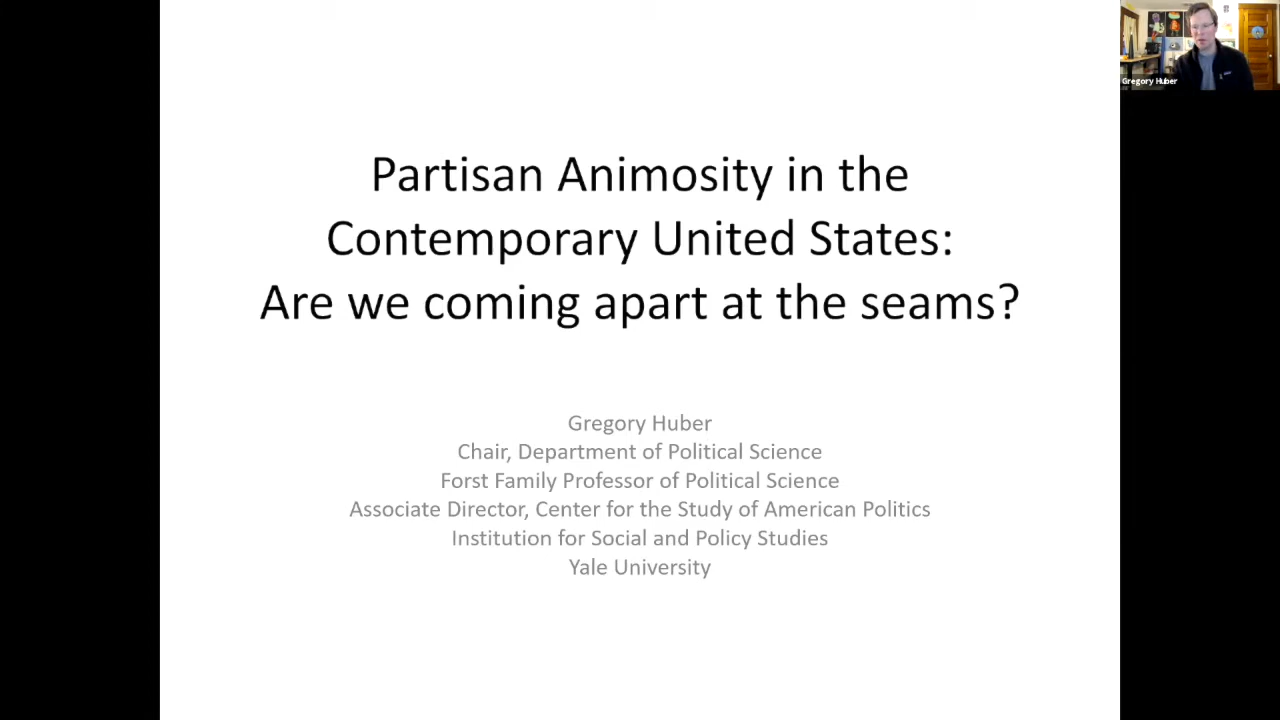 Partisan Animosity in the
Contemporary United States:
Are we coming apart at the seams?
Gregory Huber
Chair, Department of Political Science
Forst Family Professor of Political Science
Associate Director, Center for the Study of American Politics
Institution for Social and Policy Studies
Yale University
Gregory Huber